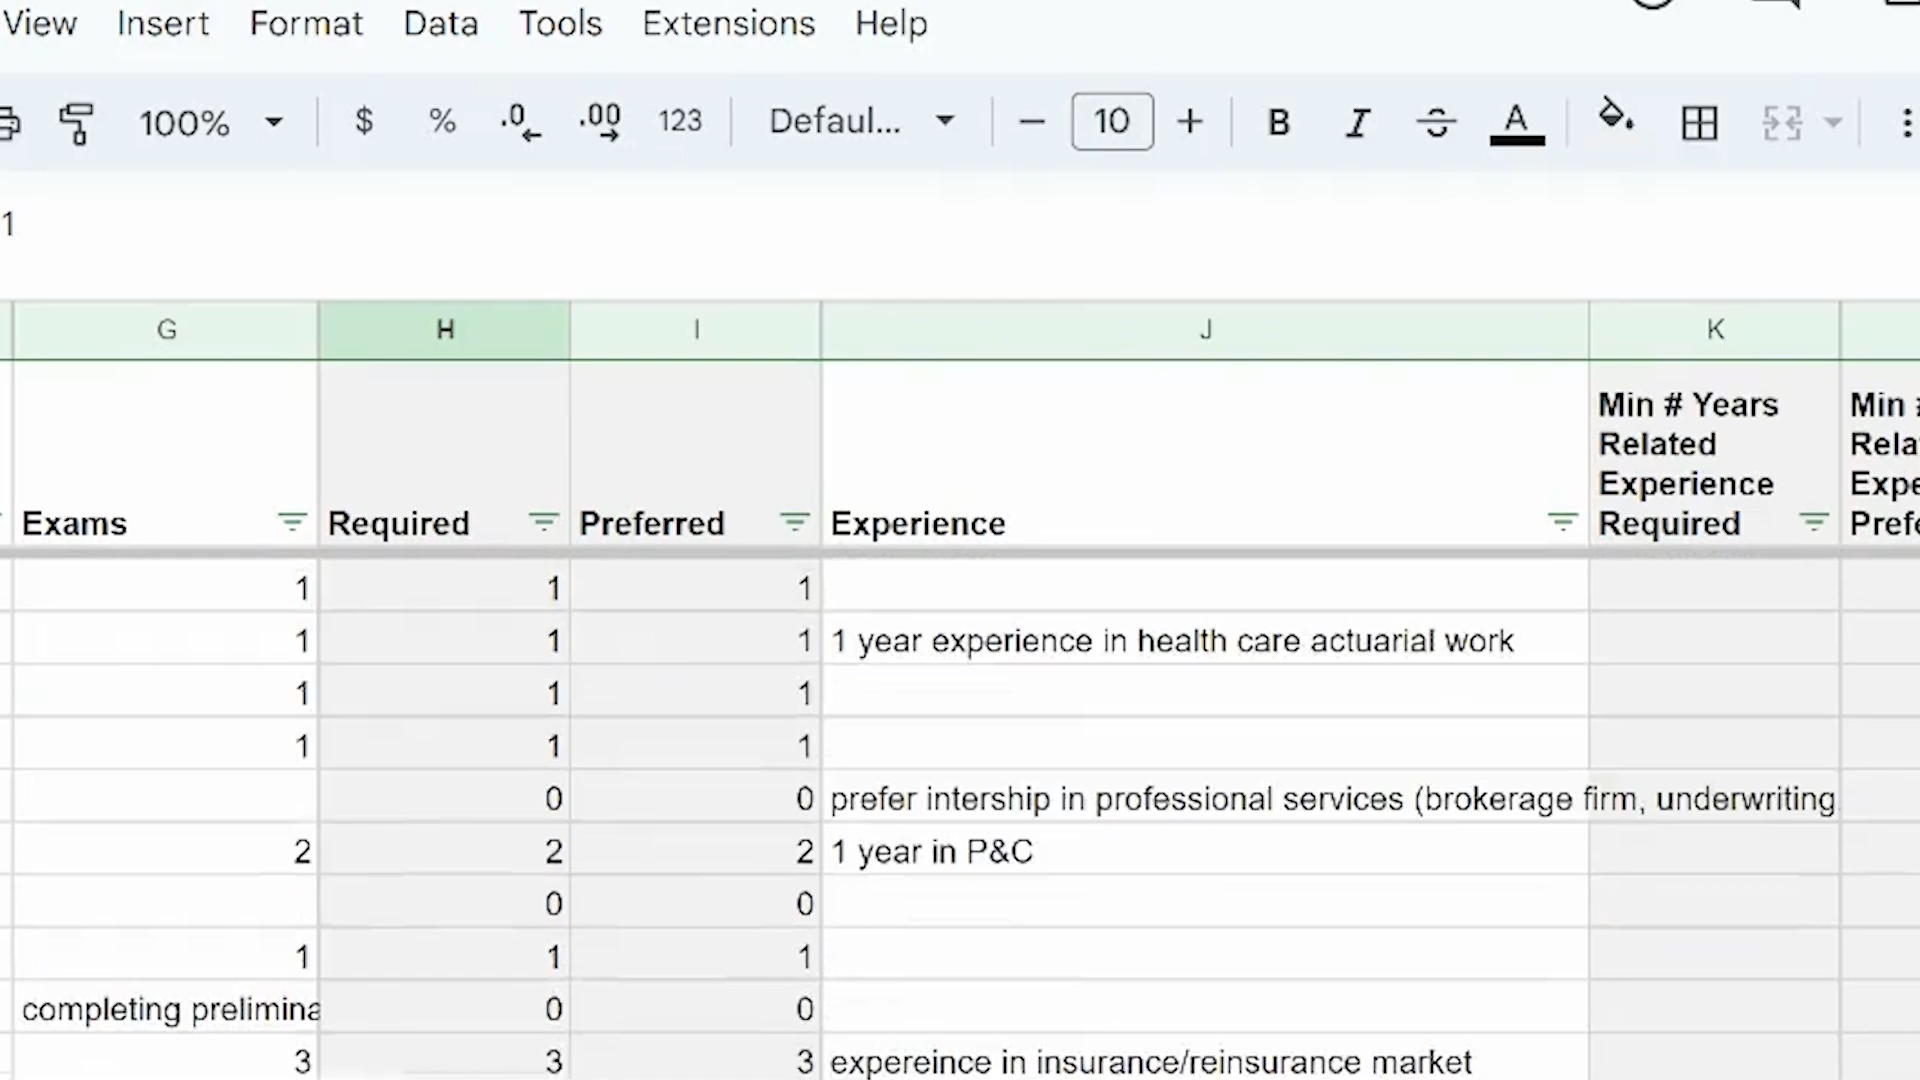 View Insert Format Data Tools Extensions Help
100% $ % .0 .00 123 Defaul... 10 B I A
1
G H I J K
Exams Required Preferred Experience Min # Years Related Experience Required Min
1 1 1
1 1 1 1 year experience in health care actuarial work
1 1 1
1 1 1
0 0 prefer intership in professional services (brokerage firm, underwriting
2 2 2 1 year in P&C
0 0
1 1 1
completing prelimina 0 0
3 3 3 expereince in insurance/reinsurance market